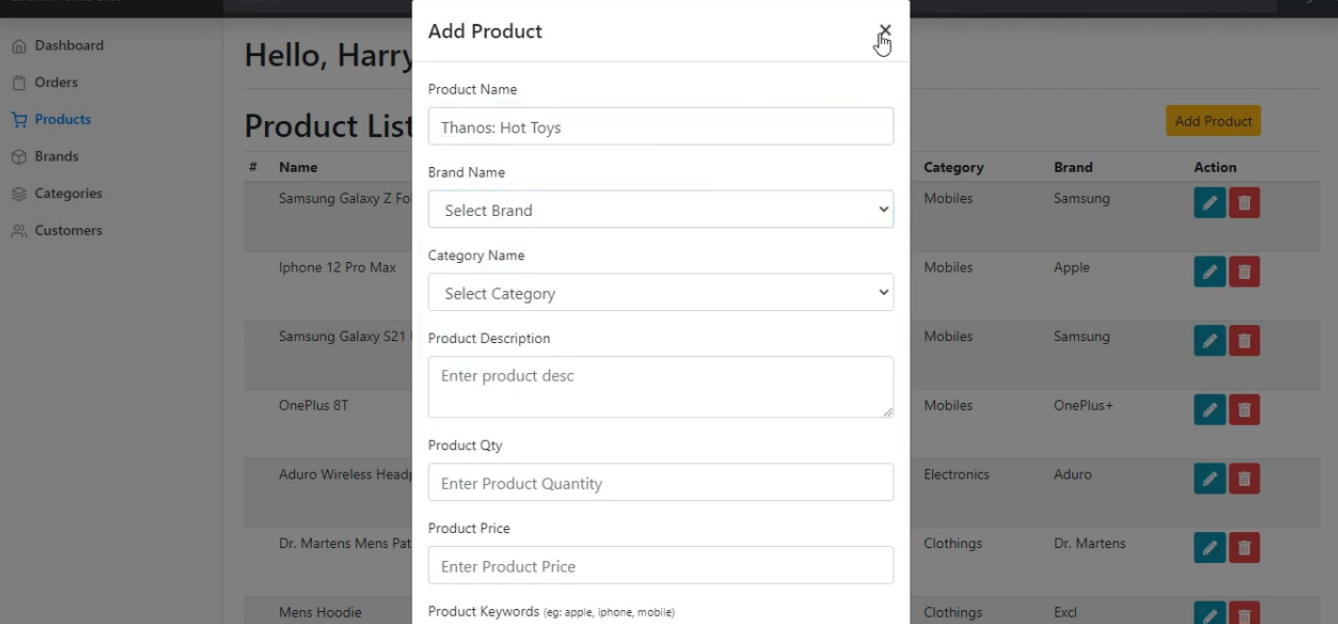 Add Product
×
Dashboard
Orders
Products
Brands
Categories
Customers
Hello, Harry
Product List
Add Product
# Name Category Brand Action
Samsung Galaxy Z Fo Mobiles Samsung
Iphone 12 Pro Max Mobiles Apple
Samsung Galaxy S21 Mobiles Samsung
OnePlus 8T Mobiles OnePlus+
Aduro Wireless Head Electronics Aduro
Dr. Martens Mens Pat Clothings Dr. Martens
Mens Hoodie Clothings Excl
Product Name
Thanos: Hot Toys
Brand Name
Select Brand
Category Name
Select Category
Product Description
Enter product desc
Product Qty
Enter Product Quantity
Product Price
Enter Product Price
Product Keywords (eg: apple, iphone, mobile)